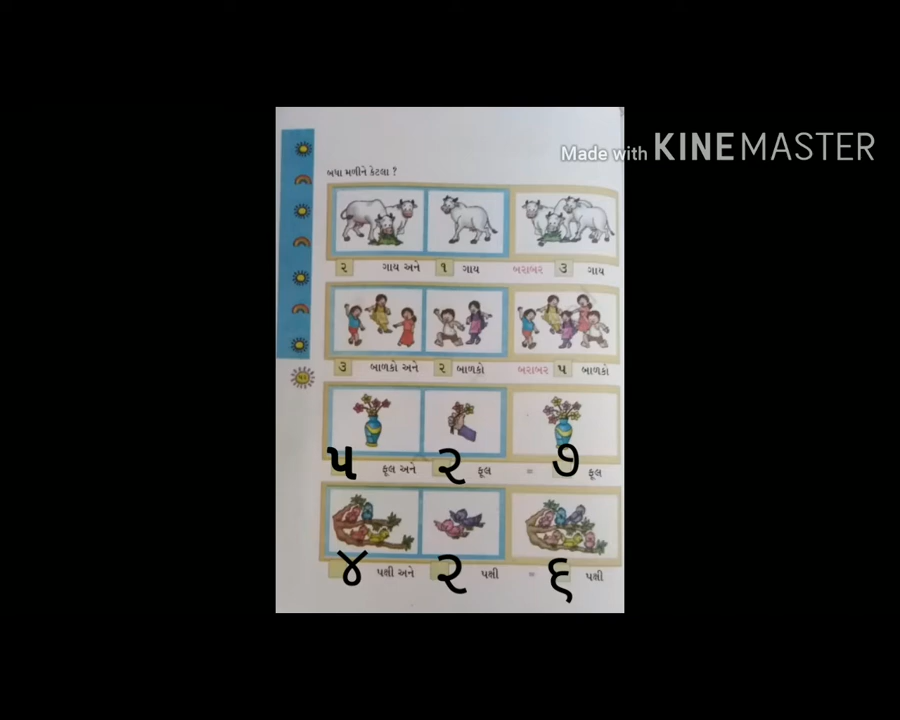 Made with KINEMASTER
બધા મળીને કેટલા ?
૨ ગાય અને ૧ ગાય બરાબર ૩ ગાય
૩ બાળકો અને ૨ બાળકો બરાબર ૫ બાળકો
૫ ફૂલ અને ૨ ફૂલ = ૭ ફૂલ
૪ પક્ષી અને ૨ પક્ષી = ૬ પક્ષી